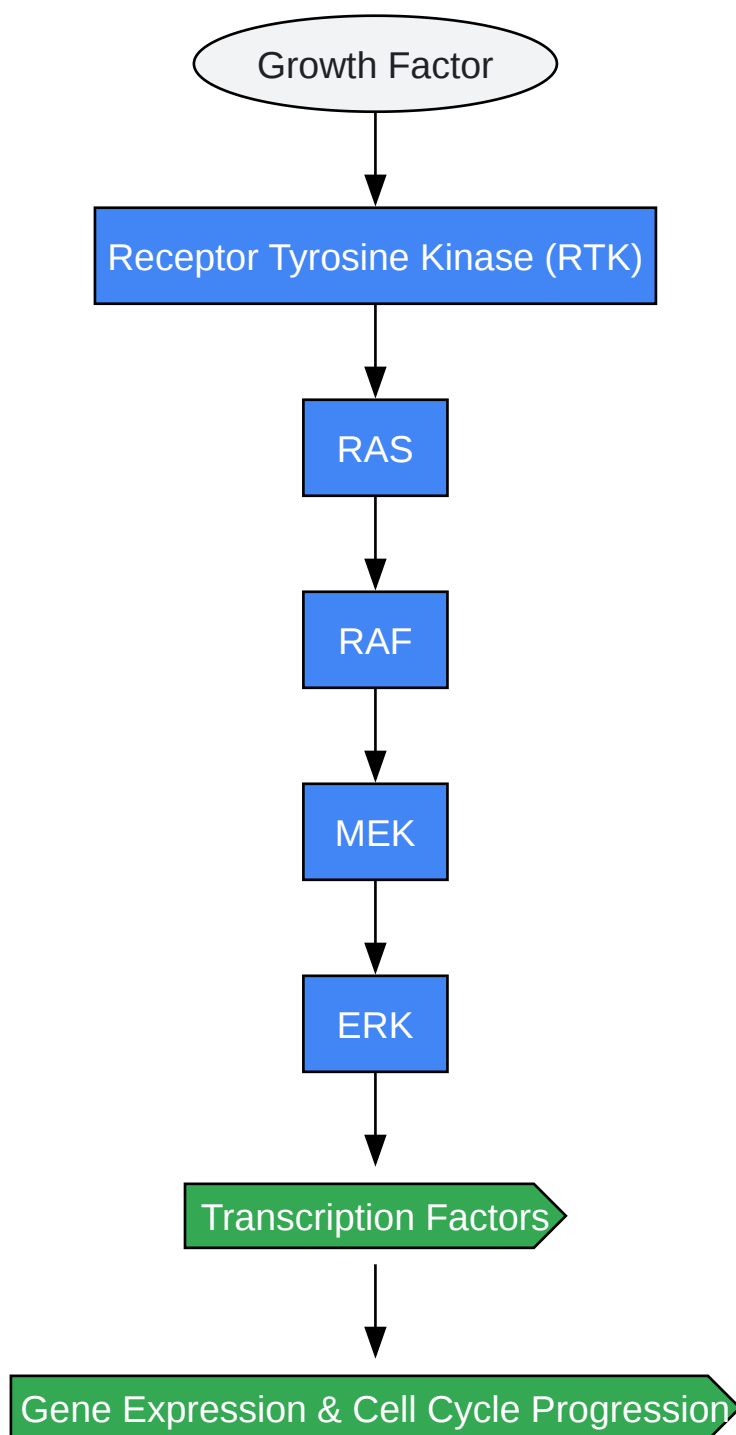 Growth Factor
Receptor Tyrosine Kinase (RTK)
RAS
RAF
MEK
ERK
Transcription Factors
Gene Expression & Cell Cycle Progression